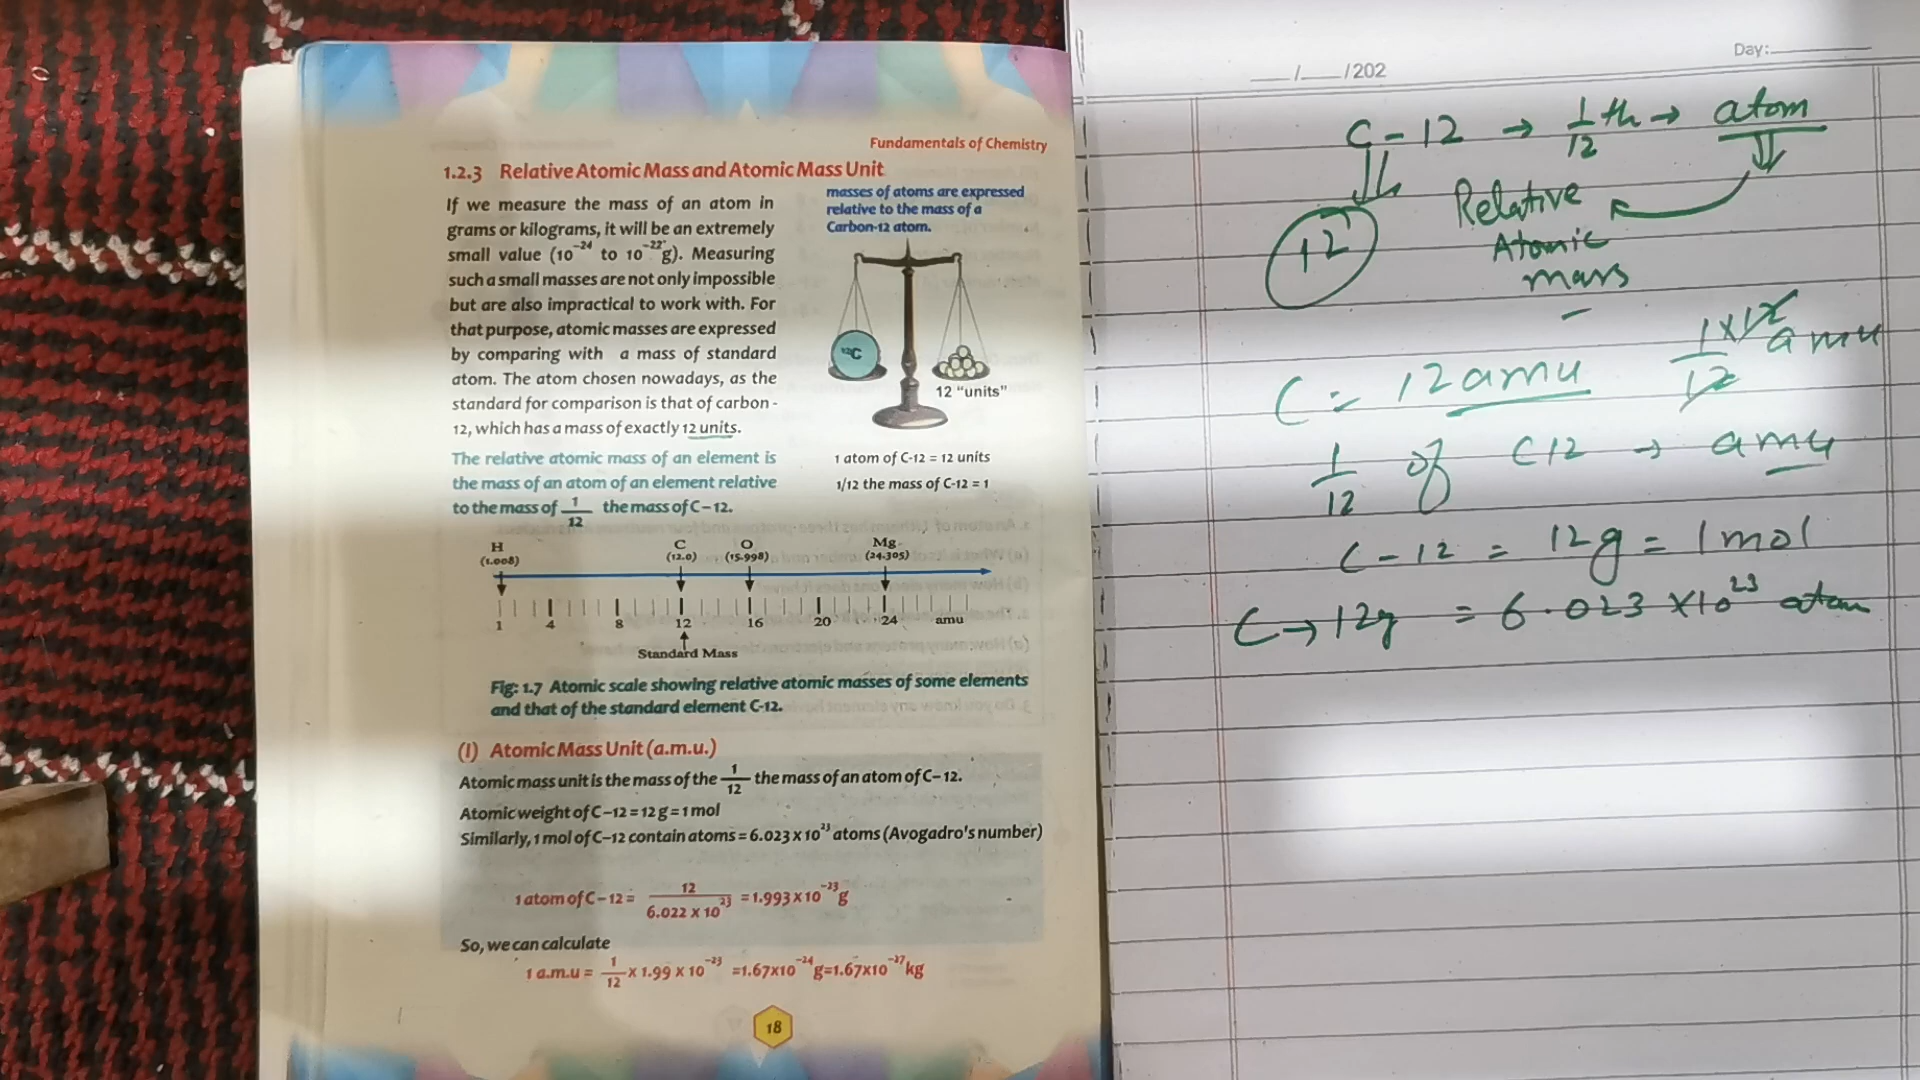 Fundamentals of Chemistry
1.2.3 Relative Atomic Mass and Atomic Mass Unit
If we measure the mass of an atom in
grams or kilograms, it will be an extremely
small value (10⁻²⁴ to 10⁻²² g). Measuring
such a small masses are not only impossible
but are also impractical to work with. For
that purpose, atomic masses are expressed
by comparing with a mass of standard
atom. The atom chosen nowadays, as the
standard for comparison is that of carbon -
12, which has a mass of exactly 12 units.
The relative atomic mass of an element is
the mass of an atom of an element relative
to the mass of 1/12 the mass of C-12.
masses of atoms are expressed
relative to the mass of a
Carbon-12 atom.
¹²C
12 "units"
1 atom of C-12 = 12 units
1/12 the mass of C-12 = 1
H C O Mg
(1.008) (12.0) (15.998) (24.305)
1 4 8 12 16 20 24 amu
Standard Mass
Fig: 1.7 Atomic scale showing relative atomic masses of some elements
and that of the standard element C-12.
(I) Atomic Mass Unit (a.m.u.)
Atomic mass unit is the mass of the 1/12 the mass of an atom of C-12.
Atomic weight of C-12 = 12 g = 1 mol
Similarly, 1 mol of C-12 contain atoms = 6.023 x 10²³ atoms (Avogadro's number)
1 atom of C-12 = 12 / 6.022 x 10²³ = 1.993 x 10⁻²³ g
So, we can calculate
1 a.m.u = 1/12 x 1.99 x 10⁻²³ = 1.67x10⁻²⁴ g=1.67x10⁻²⁷ kg
18
Day:
/ /202
C-12 → 1/12 th → atom
12
Relative
Atomic
mass
C = 12 amu 1/12 x 12 amu
1/12 of C12 → amu
C-12 = 12g = 1 mol
C → 12g = 6.023 x10²³ atom